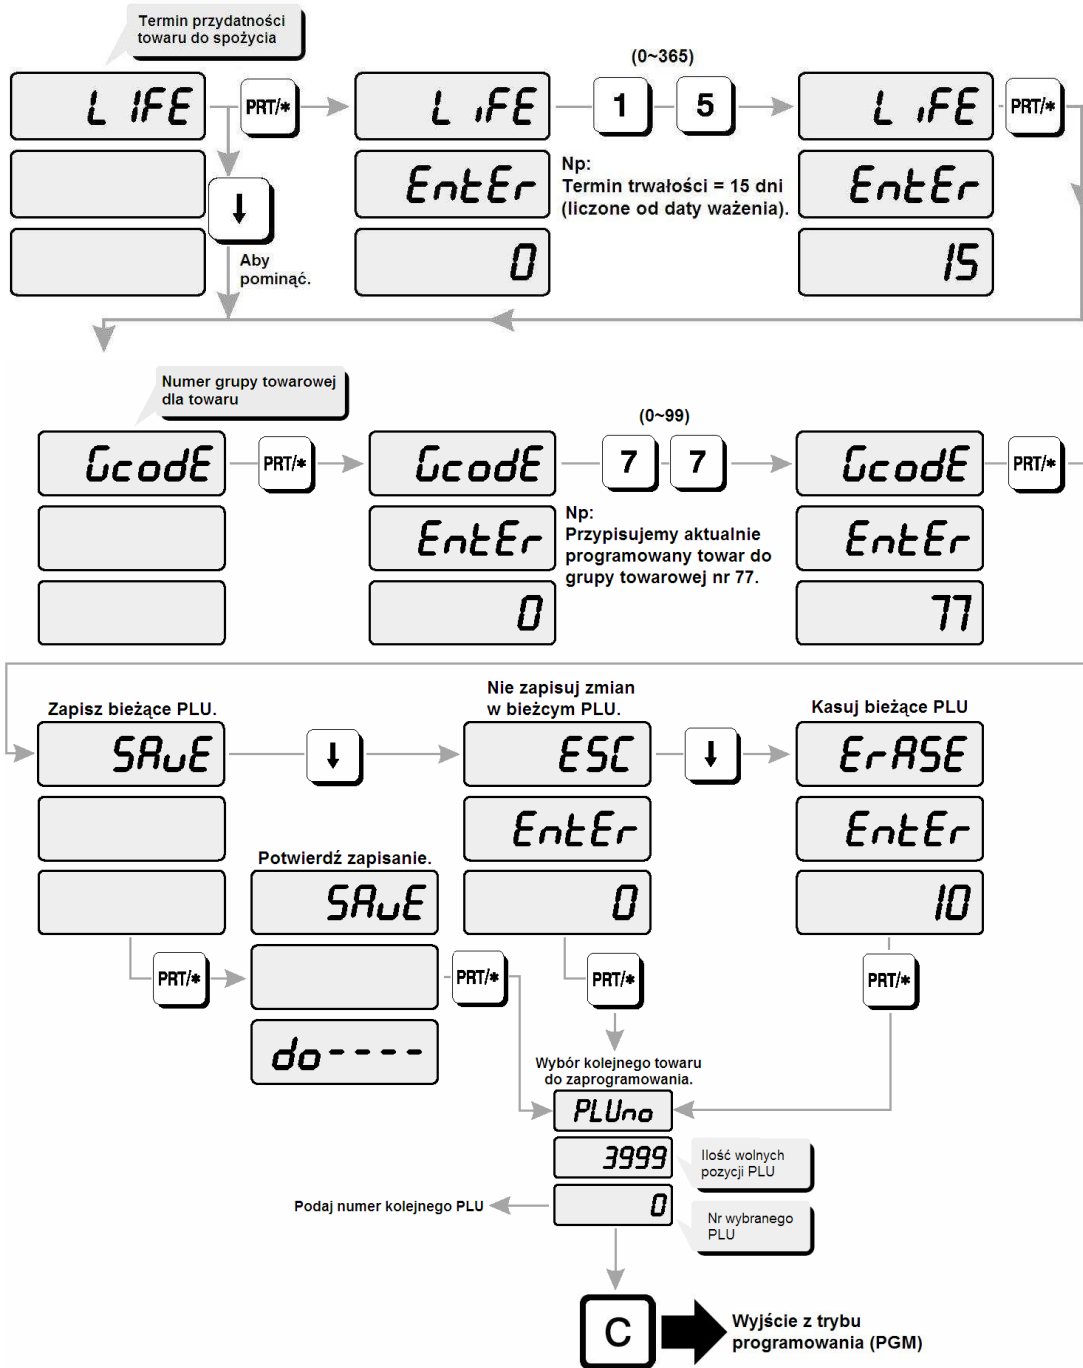 Termin przydatności
towaru do spożycia
(0~365)
LIFE
PRT/*
LiFE
1
5
LiFE
PRT/*
EntEr
Np:
Termin trwałości = 15 dni
(liczone od daty ważenia).
EntEr
↓
0
15
Aby
pominąć.
Numer grupy towarowej
dla towaru
(0~99)
GcodE
PRT/*
GcodE
7
7
GcodE
PRT/*
EntEr
Np:
Przypisujemy aktualnie
programowany towar do
grupy towarowej nr 77.
EntEr
0
77
Zapisz bieżące PLU.
Nie zapisuj zmian
w bieżcym PLU.
Kasuj bieżące PLU
SAvE
↓
ESC
↓
ErASE
EntEr
EntEr
Potwierdź zapisanie.
SAvE
0
10
PRT/*
PRT/*
PRT/*
PRT/*
do----
Wybór kolejnego towaru
do zaprogramowania.
PLUno
3999
Ilość wolnych
pozycji PLU
Podaj numer kolejnego PLU
0
Nr wybranego
PLU
C
Wyjście z trybu
programowania (PGM)